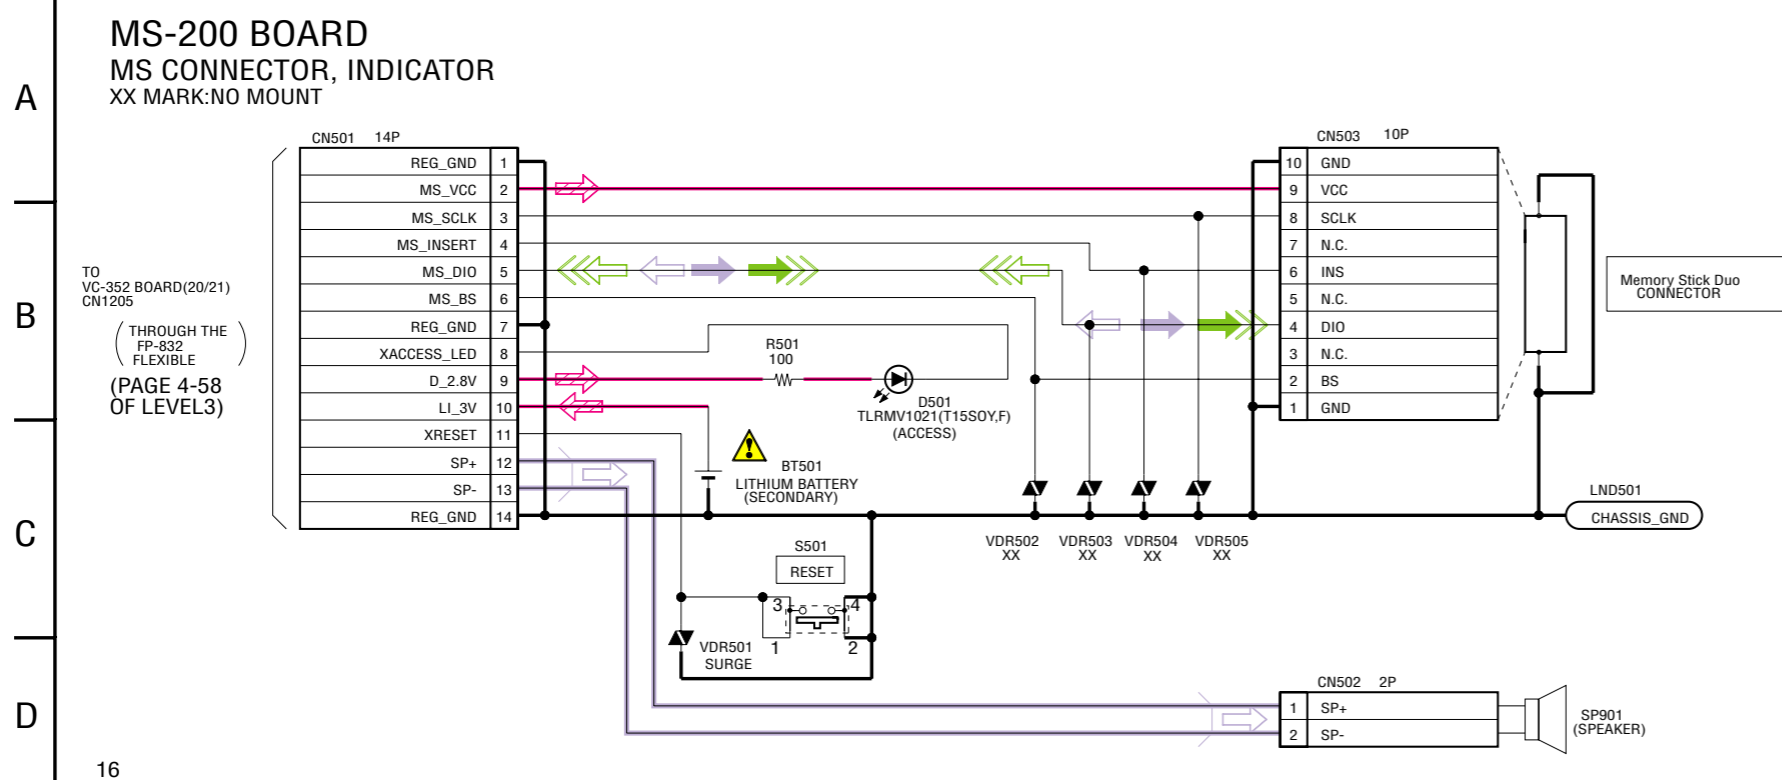 MS-200 BOARD
MS CONNECTOR, INDICATOR
XX MARK:NO MOUNT
A
B
C
D
16
TO
VC-352 BOARD(20/21)
CN1205
THROUGH THE
FP-832
FLEXIBLE
(PAGE 4-58
OF LEVEL3)
CN501 14P
REG_GND 1
MS_VCC 2
MS_SCLK 3
MS_INSERT 4
MS_DIO 5
MS_BS 6
REG_GND 7
XACCESS_LED 8
D_2.8V 9
LI_3V 10
XRESET 11
SP+ 12
SP- 13
REG_GND 14
R501
100
D501
TLRMV1021(T15SOY,F)
(ACCESS)
BT501
LITHIUM BATTERY
(SECONDARY)
S501
RESET
3
4
1
2
VDR501
SURGE
VDR502
XX
VDR503
XX
VDR504
XX
VDR505
XX
CN503 10P
10 GND
9 VCC
8 SCLK
7 N.C.
6 INS
5 N.C.
4 DIO
3 N.C.
2 BS
1 GND
Memory Stick Duo
CONNECTOR
LND501
CHASSIS_GND
CN502 2P
1 SP+
2 SP-
SP901
(SPEAKER)